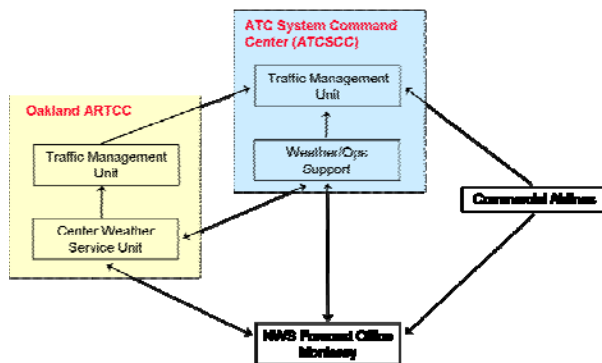 ATC System Command
Center (ATCSCC)
Traffic Management
Unit
Oakland ARTCC
Weather/Ops
Support
Traffic Management
Unit
Commercial Airlines
Center Weather
Service Unit
NWS Forecast Office
Monterey